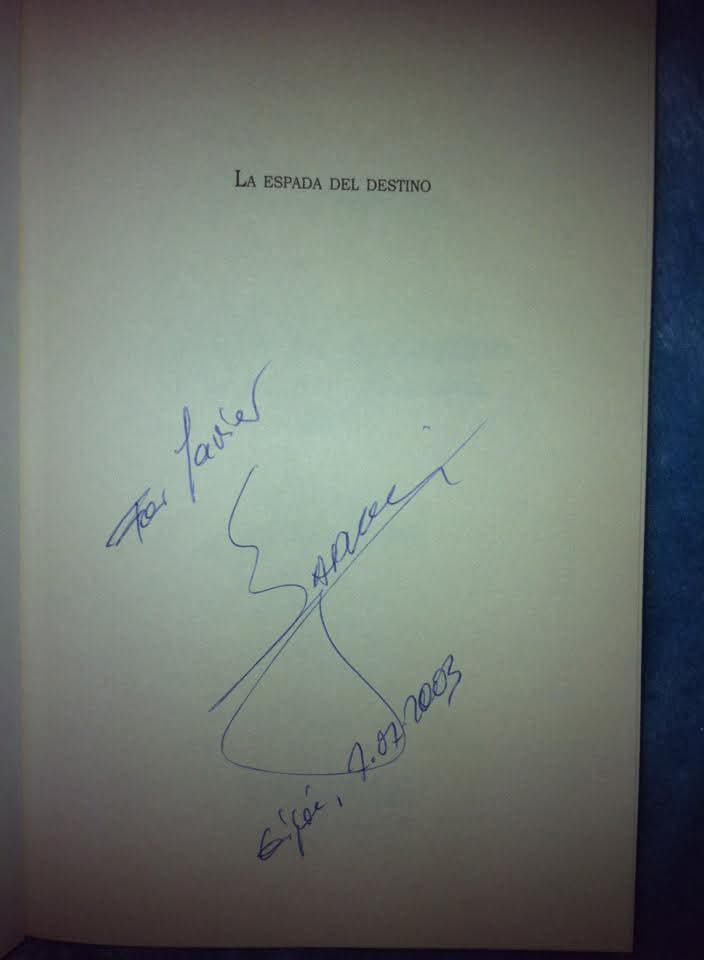 LA ESPADA DEL DESTINO
For Javier
Gijón, 7.07.2003